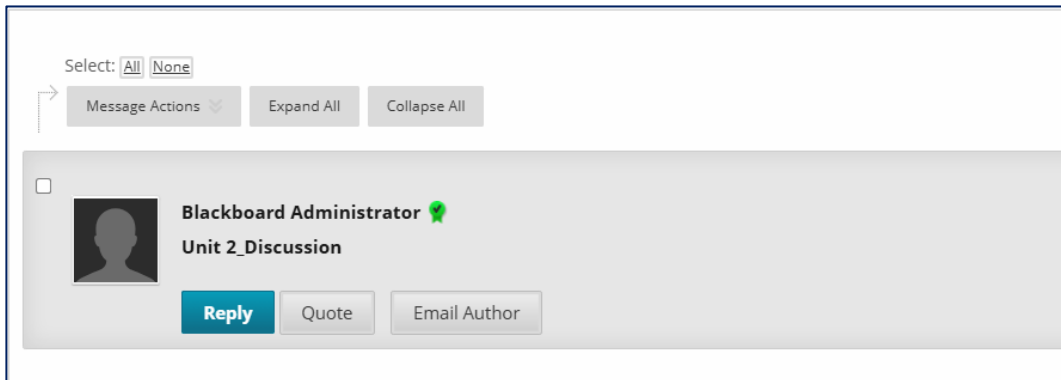 Select: All None
Message Actions Expand All Collapse All
Blackboard Administrator
Unit 2_Discussion
Reply Quote Email Author